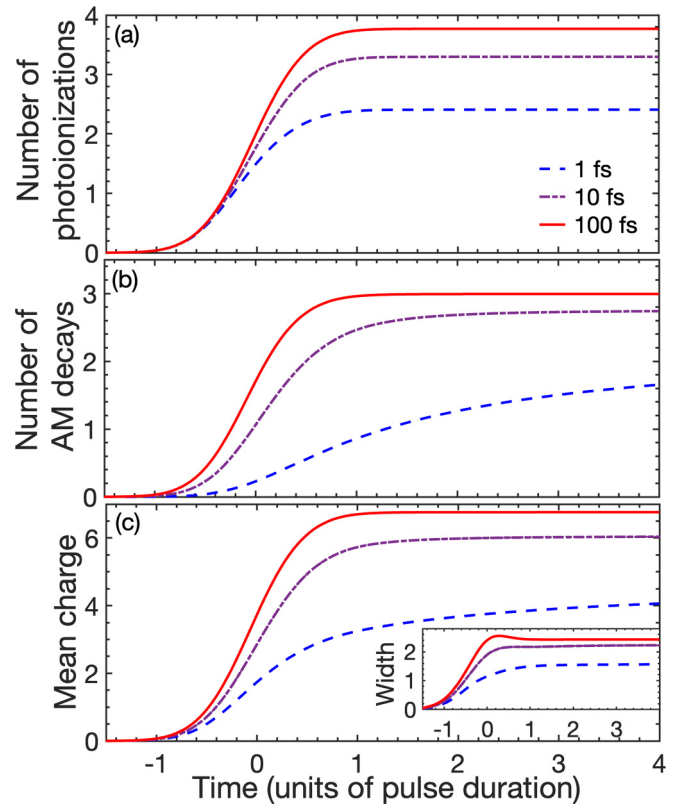 (a)
Number of
photoionizations
4
3
2
1
0
1 fs
10 fs
100 fs
(b)
Number of
AM decays
3
2
1
0
(c)
Mean charge
6
4
2
0
Width
2
0
-1 0 1 2 3
-1 0 1 2 3 4
Time (units of pulse duration)